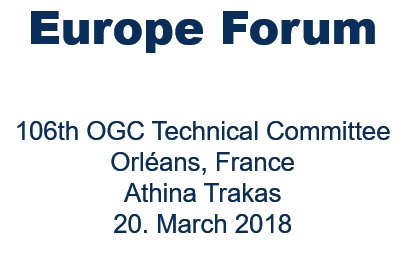 Europe Forum
106th OGC Technical Committee
Orléans, France
Athina Trakas
20. March 2018